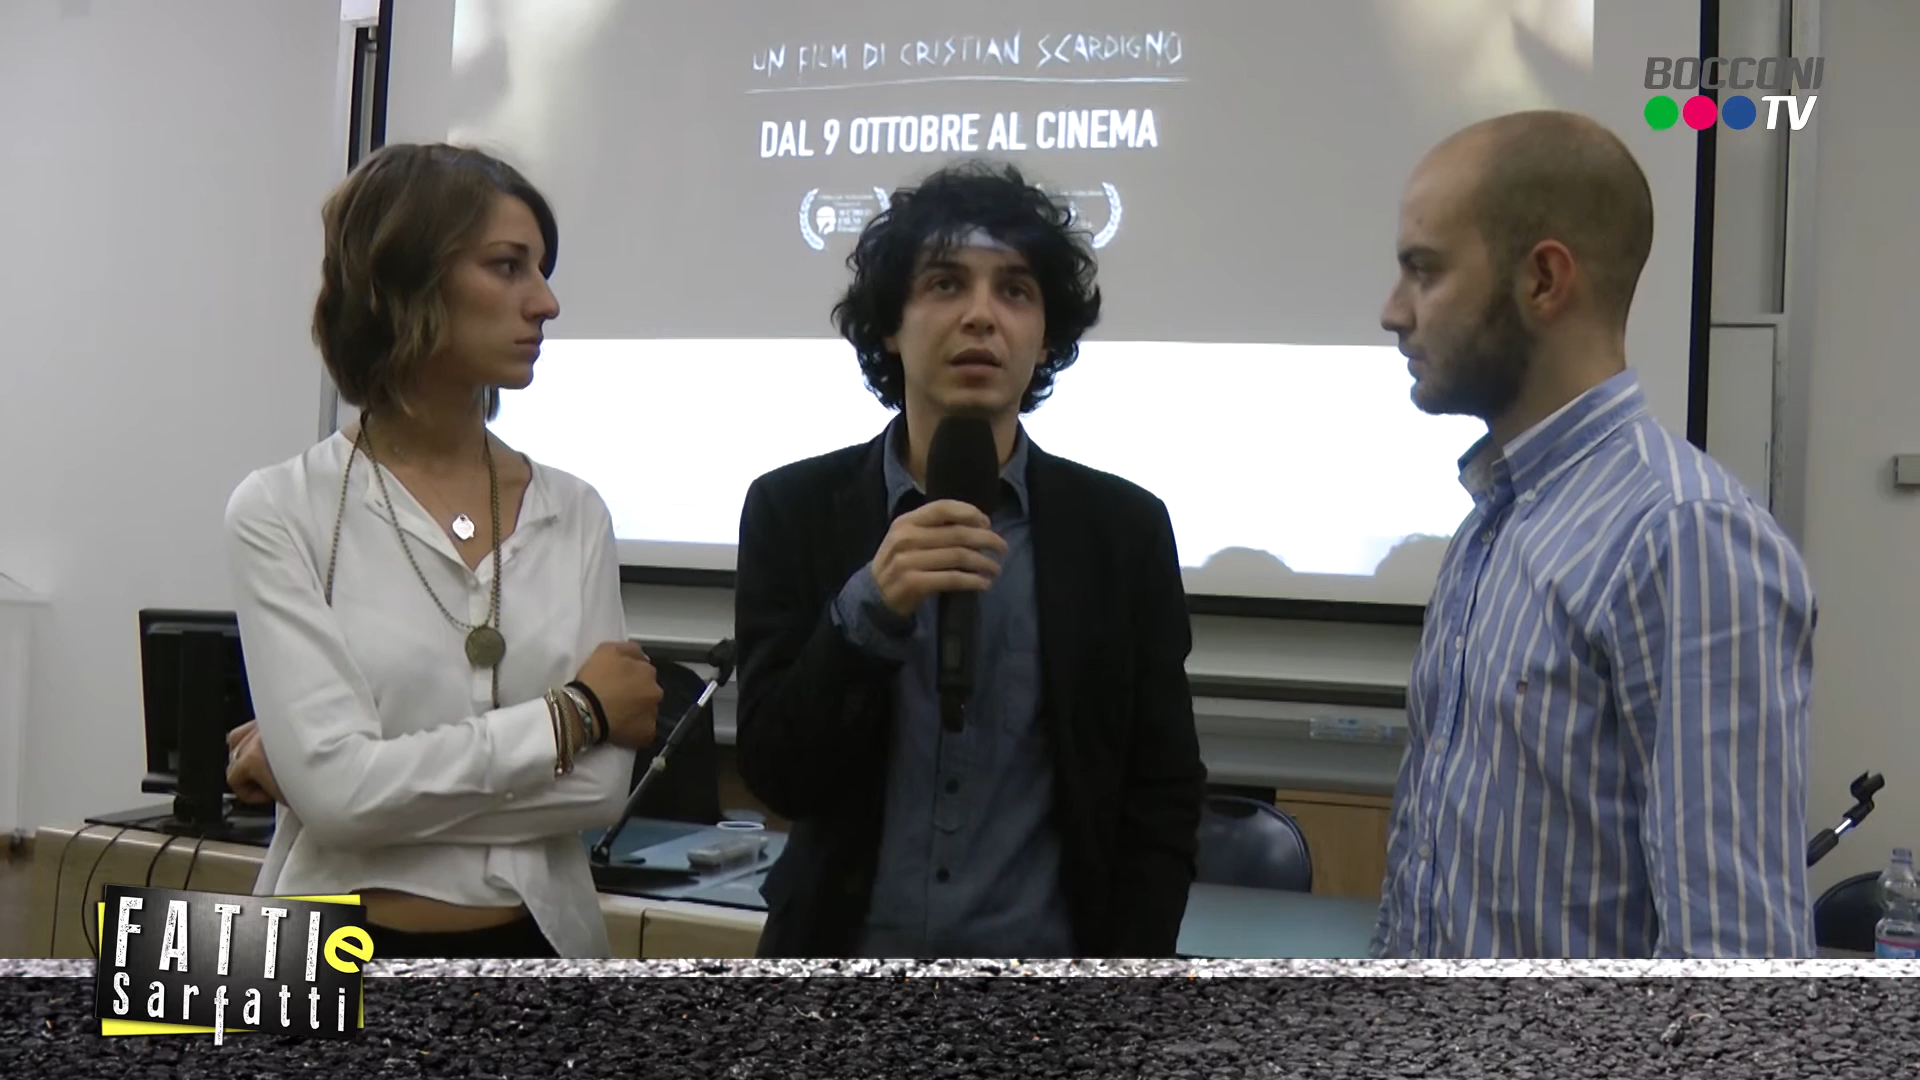 UN FILM DI CRISTIAN SCARDIGNO
DAL 9 OTTOBRE AL CINEMA
BOCCONI
TV
FATTI e
sarfatti